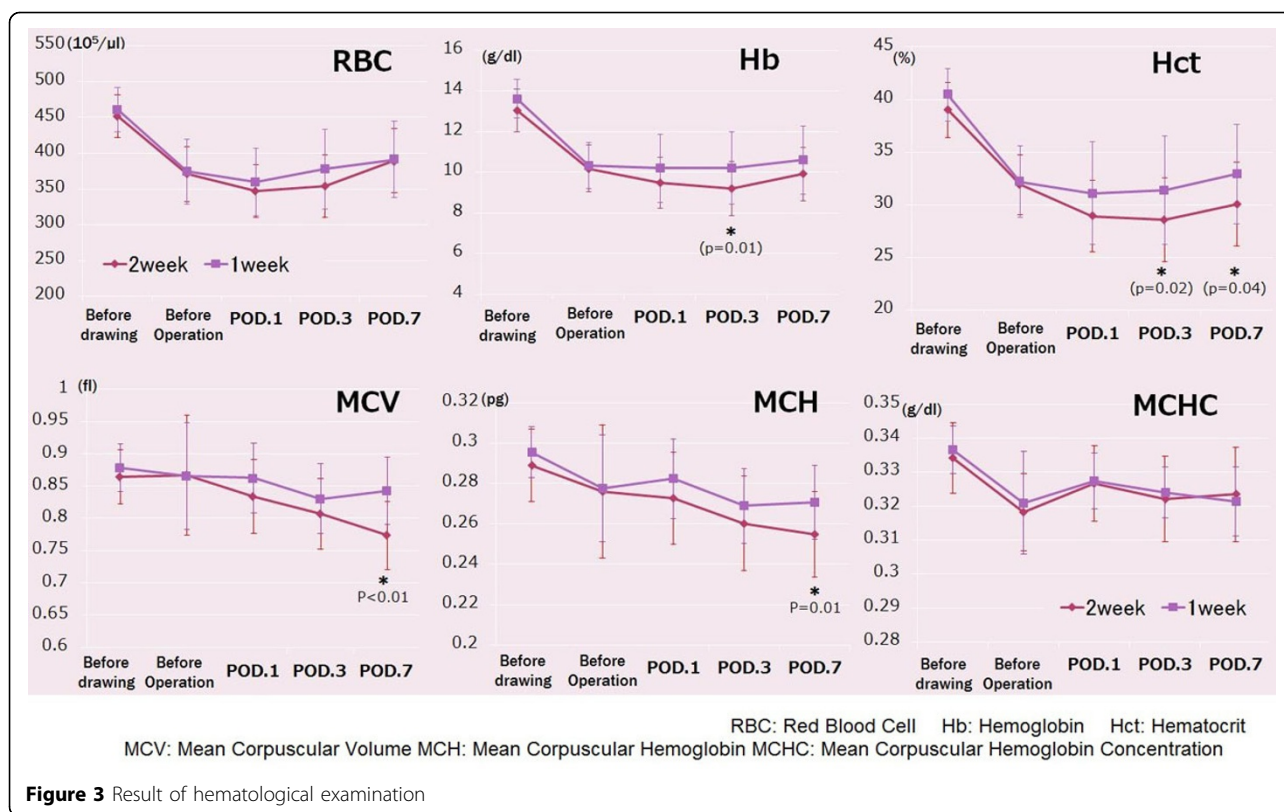 550 (10⁵/μl) RBC
500
450
400
350
300
250
200
2week 1week
Before drawing Before Operation POD.1 POD.3 POD.7
16 (g/dl) Hb
14
12
10
8
6
4
*
(p=0.01)
Before drawing Before Operation POD.1 POD.3 POD.7
45 (%) Hct
40
35
30
25
20
* *
(p=0.02) (p=0.04)
Before drawing Before Operation POD.1 POD.3 POD.7
1 (fl) MCV
0.95
0.9
0.85
0.8
0.75
0.7
0.65
0.6
*
P<0.01
Before drawing Before Operation POD.1 POD.3 POD.7
0.32 (pg) MCH
0.3
0.28
0.26
0.24
0.22
0.2
*
P=0.01
Before drawing Before Operation POD.1 POD.3 POD.7
0.35 (g/dl) MCHC
0.34
0.33
0.32
0.31
0.3
0.29
0.28
2week 1week
Before drawing Before Operation POD.1 POD.3 POD.7
RBC: Red Blood Cell Hb: Hemoglobin Hct: Hematocrit
MCV: Mean Corpuscular Volume MCH: Mean Corpuscular Hemoglobin MCHC: Mean Corpuscular Hemoglobin Concentration
Figure 3 Result of hematological examination